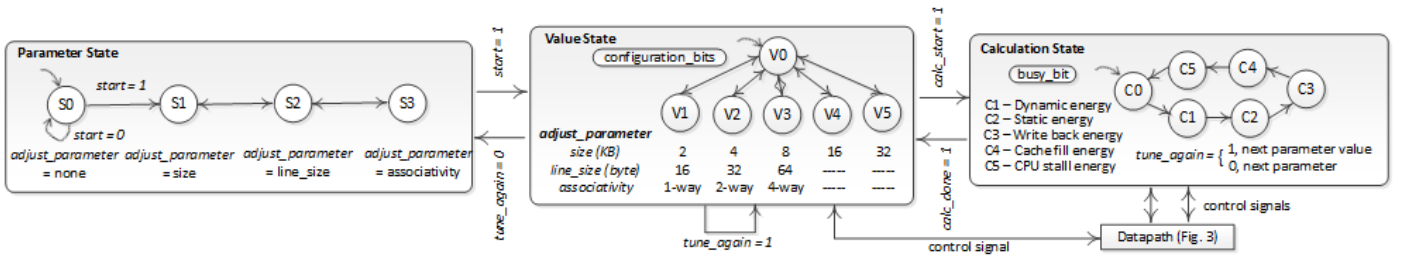 Parameter State
S0
S1
S2
S3
start = 1
start = 0
adjust_parameter
= none
adjust_parameter
= size
adjust_parameter
= line_size
adjust_parameter
= associativity
start = 1
tune_again = 0
Value State
configuration_bits
V0
V1
V2
V3
V4
V5
adjust_parameter
size (KB) 2 4 8 16 32
line_size (byte) 16 32 64 ----- -----
associativity 1-way 2-way 4-way ----- -----
tune_again = 1
calc_start = 1
calc_done = 1
control signal
Calculation State
busy_bit
C0
C5
C4
C3
C1
C2
C1 – Dynamic energy
C2 – Static energy
C3 – Write back energy
C4 – Cache fill energy
C5 – CPU stalll energy
tune_again = { 1, next parameter value
0, next parameter
control signals
Datapath (Fig. 3)